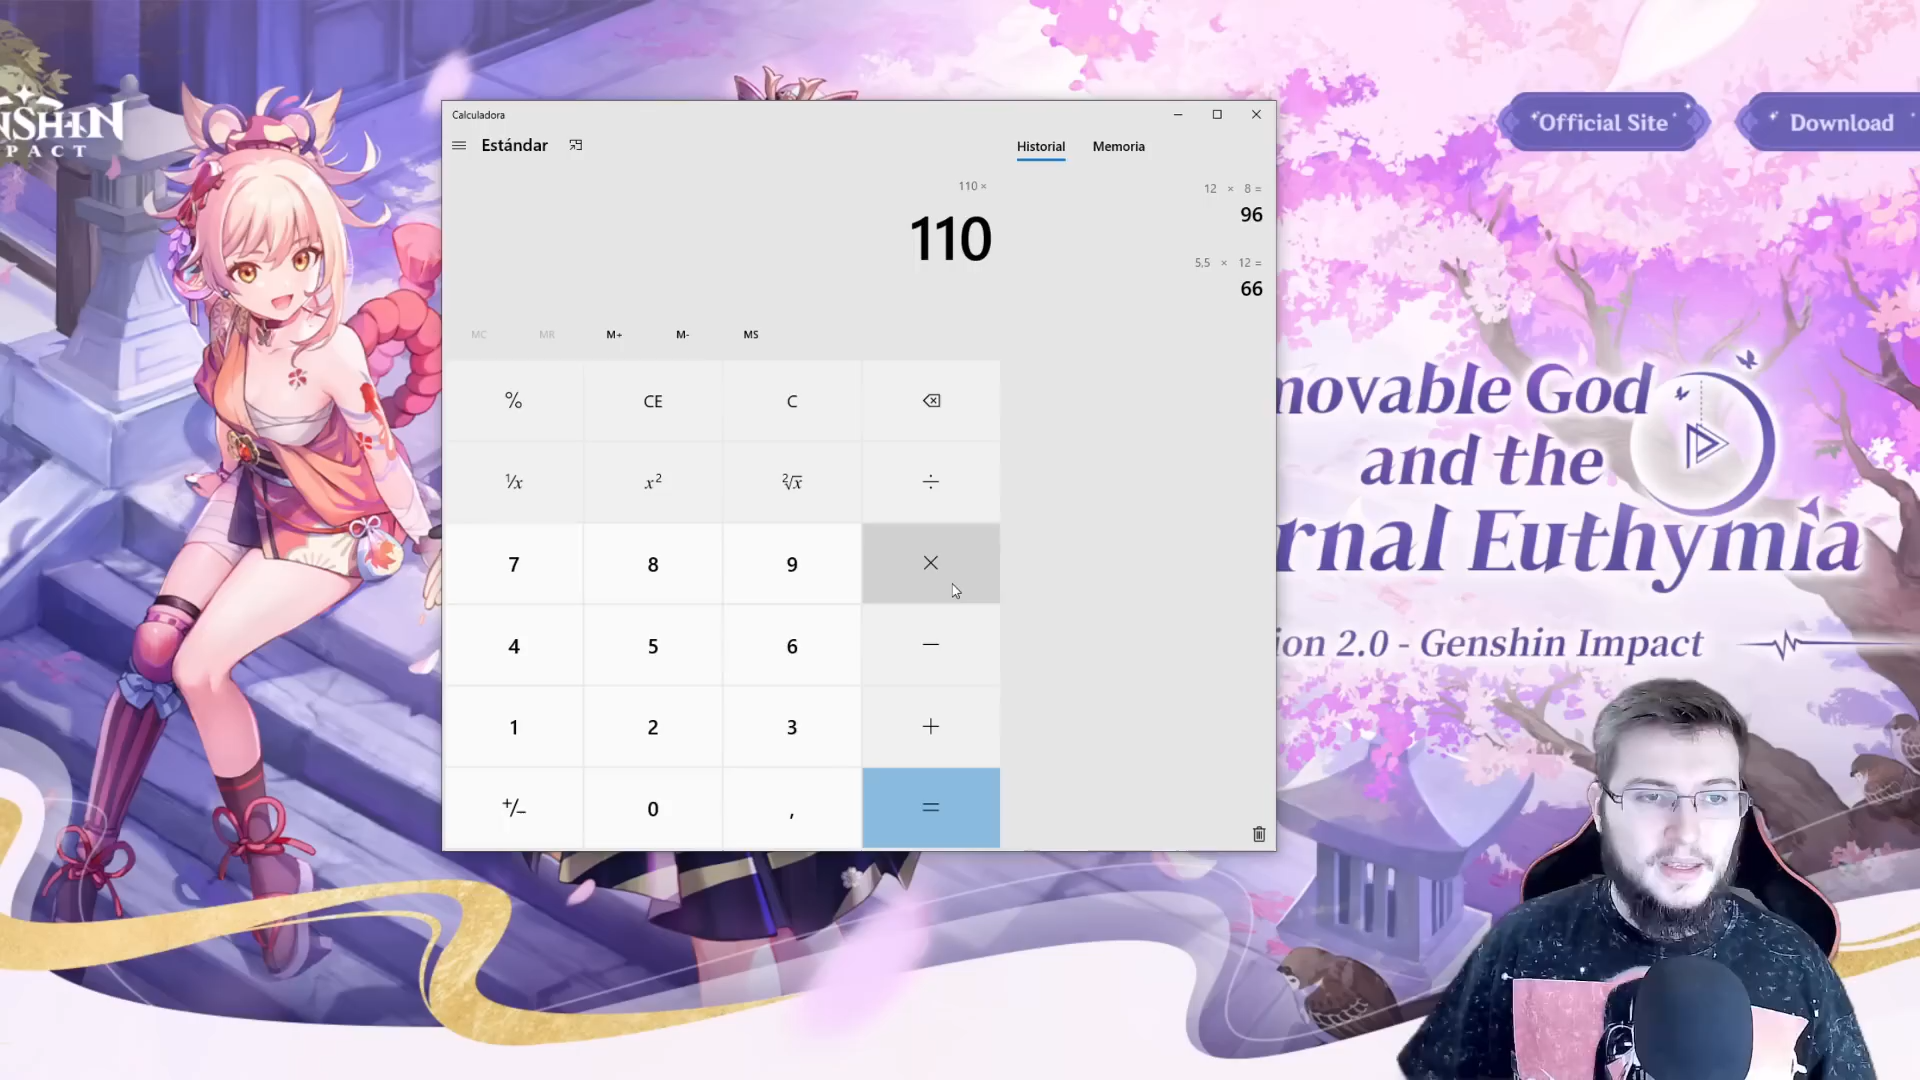 NSHIN
PACT
Official Site
Download
Calculadora
Estándar
Historial
Memoria
110 ×
110
12 × 8 =
96
5,5 × 12 =
66
MC
MR
M+
M-
MS
%
CE
C
⅟x
x²
²√x
÷
7
8
9
×
4
5
6
−
1
2
3
+
+/−
0
,
=
movable God
and the
rnal Euthymia
ion 2.0 - Genshin Impact